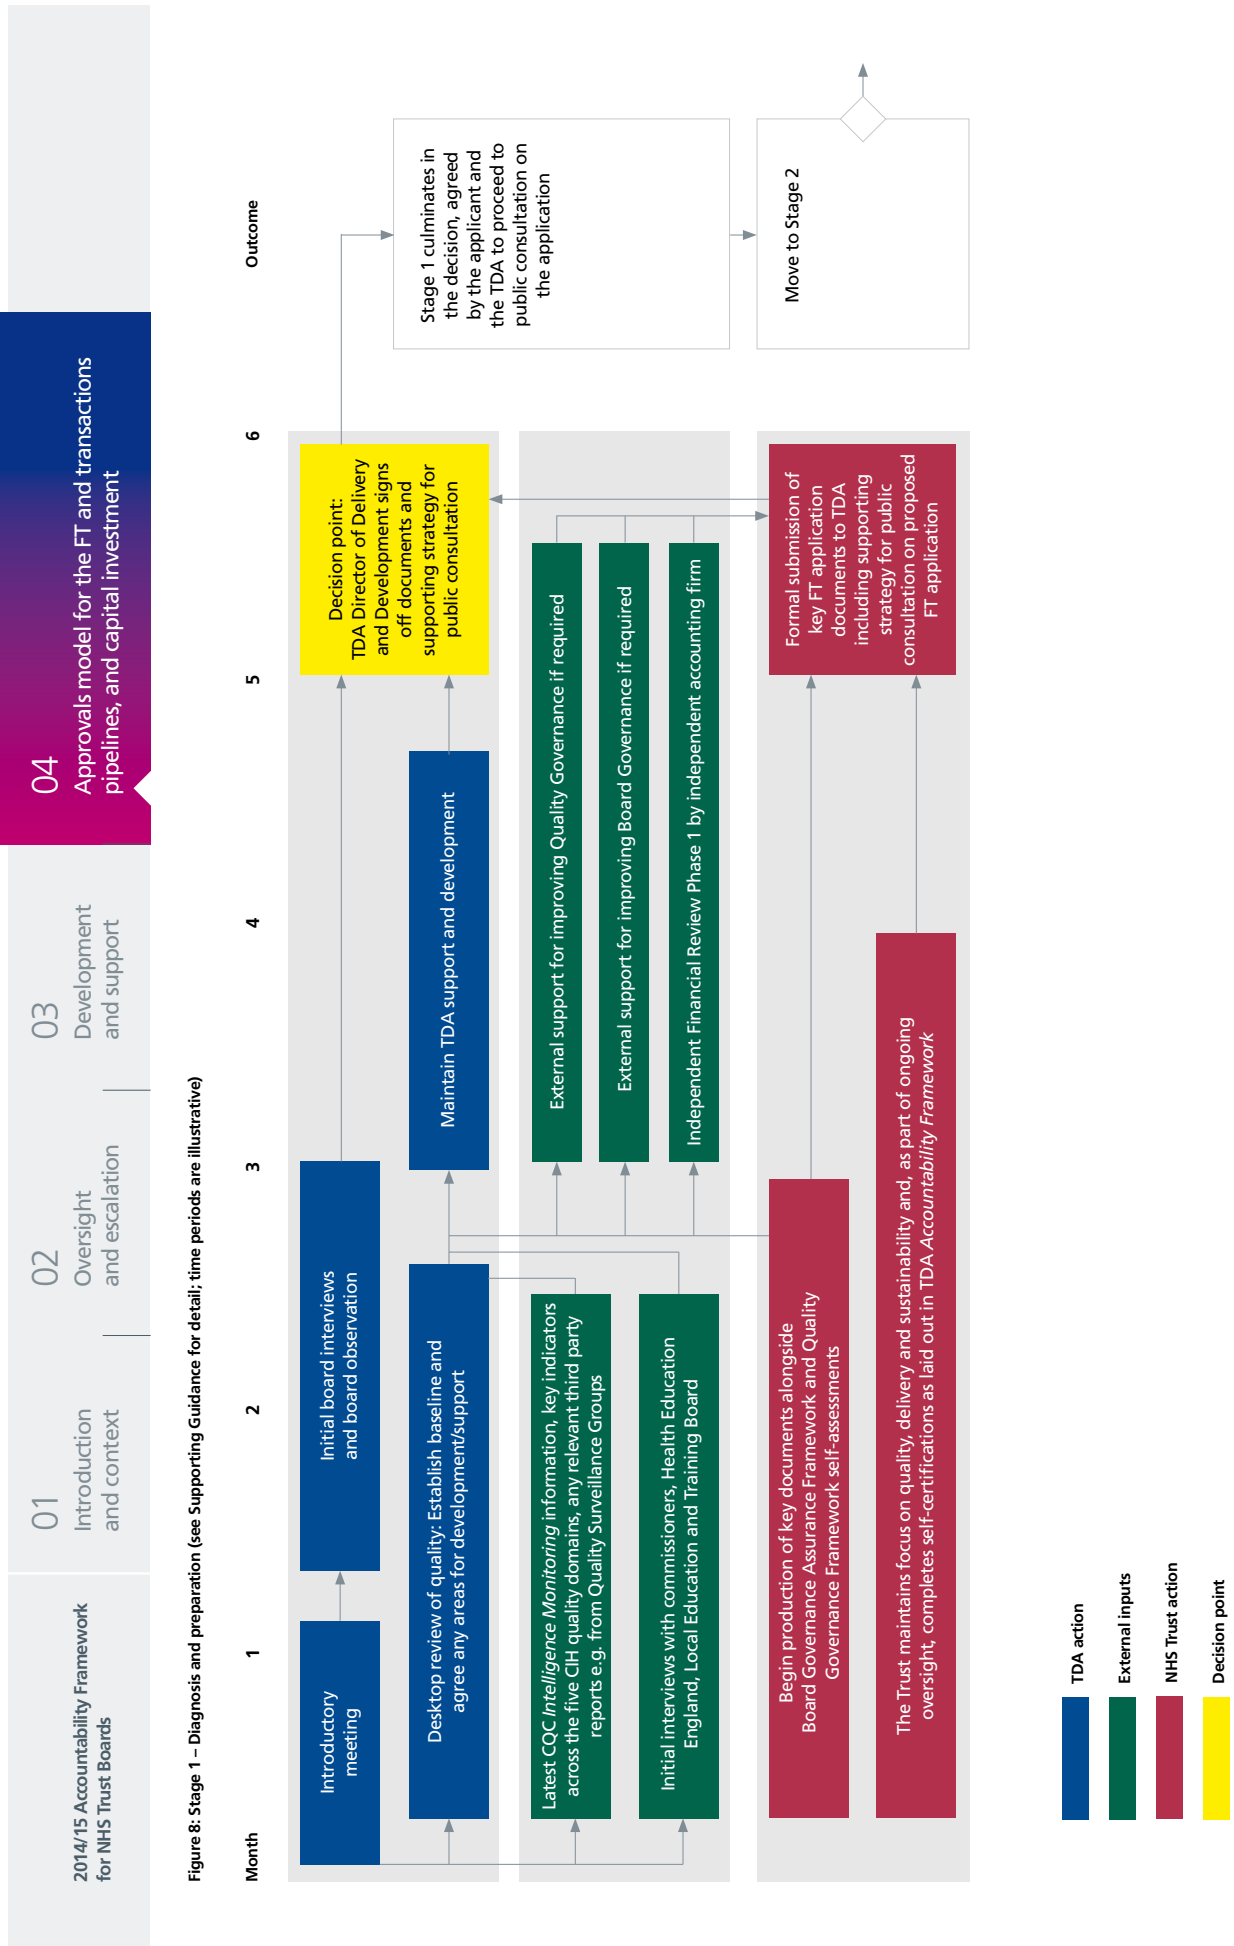 2014/15 Accountability Framework
for NHS Trust Boards
01
Introduction
and context
02
Oversight
and escalation
03
Development
and support
04
Approvals model for the FT and transactions
pipelines, and capital investment
Figure 8: Stage 1 – Diagnosis and preparation (see Supporting Guidance for detail; time periods are illustrative)
Month
1
2
3
4
5
6
Outcome
Introductory
meeting
Initial board interviews
and board observation
Decision point:
TDA Director of Delivery
and Development signs
off documents and
supporting strategy for
public consultation
Desktop review of quality: Establish baseline and
agree any areas for development/support
Maintain TDA support and development
Latest CQC Intelligence Monitoring information, key indicators
across the five CIH quality domains, any relevant third party
reports e.g. from Quality Surveillance Groups
Initial interviews with commissioners, Health Education
England, Local Education and Training Board
External support for improving Quality Governance if required
External support for improving Board Governance if required
Independent Financial Review Phase 1 by independent accounting firm
Begin production of key documents alongside
Board Governance Assurance Framework and Quality
Governance Framework self-assessments
Formal submission of
key FT application
documents to TDA
including supporting
strategy for public
consultation on proposed
FT application
The Trust maintains focus on quality, delivery and sustainability and, as part of ongoing
oversight, completes self-certifications as laid out in TDA Accountability Framework
Stage 1 culminates in
the decision, agreed
by the applicant and
the TDA to proceed to
public consultation on
the application
Move to Stage 2
TDA action
External inputs
NHS Trust action
Decision point